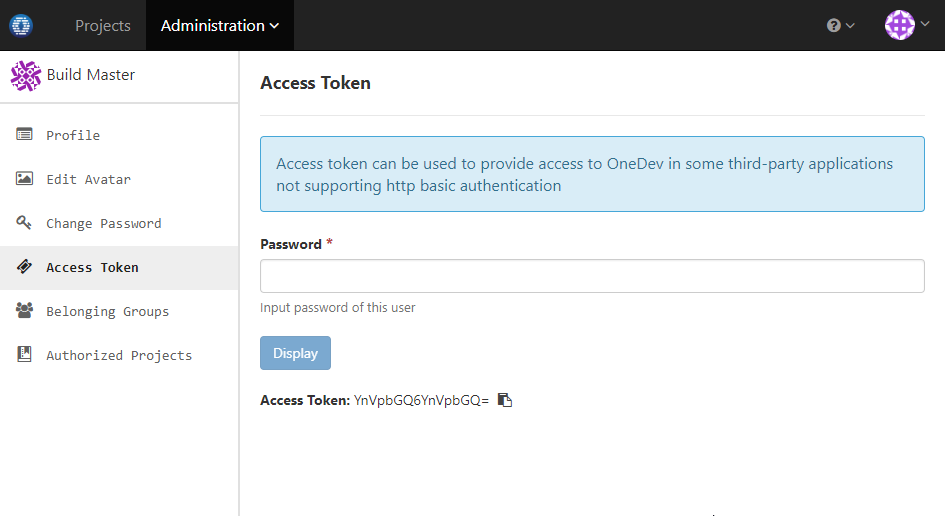 Projects
Administration
Build Master
Profile
Edit Avatar
Change Password
Access Token
Belonging Groups
Authorized Projects
Access Token
Access token can be used to provide access to OneDev in some third-party applications
not supporting http basic authentication
Password *
Input password of this user
Display
Access Token: YnVpbGQ6YnVpbGQ=